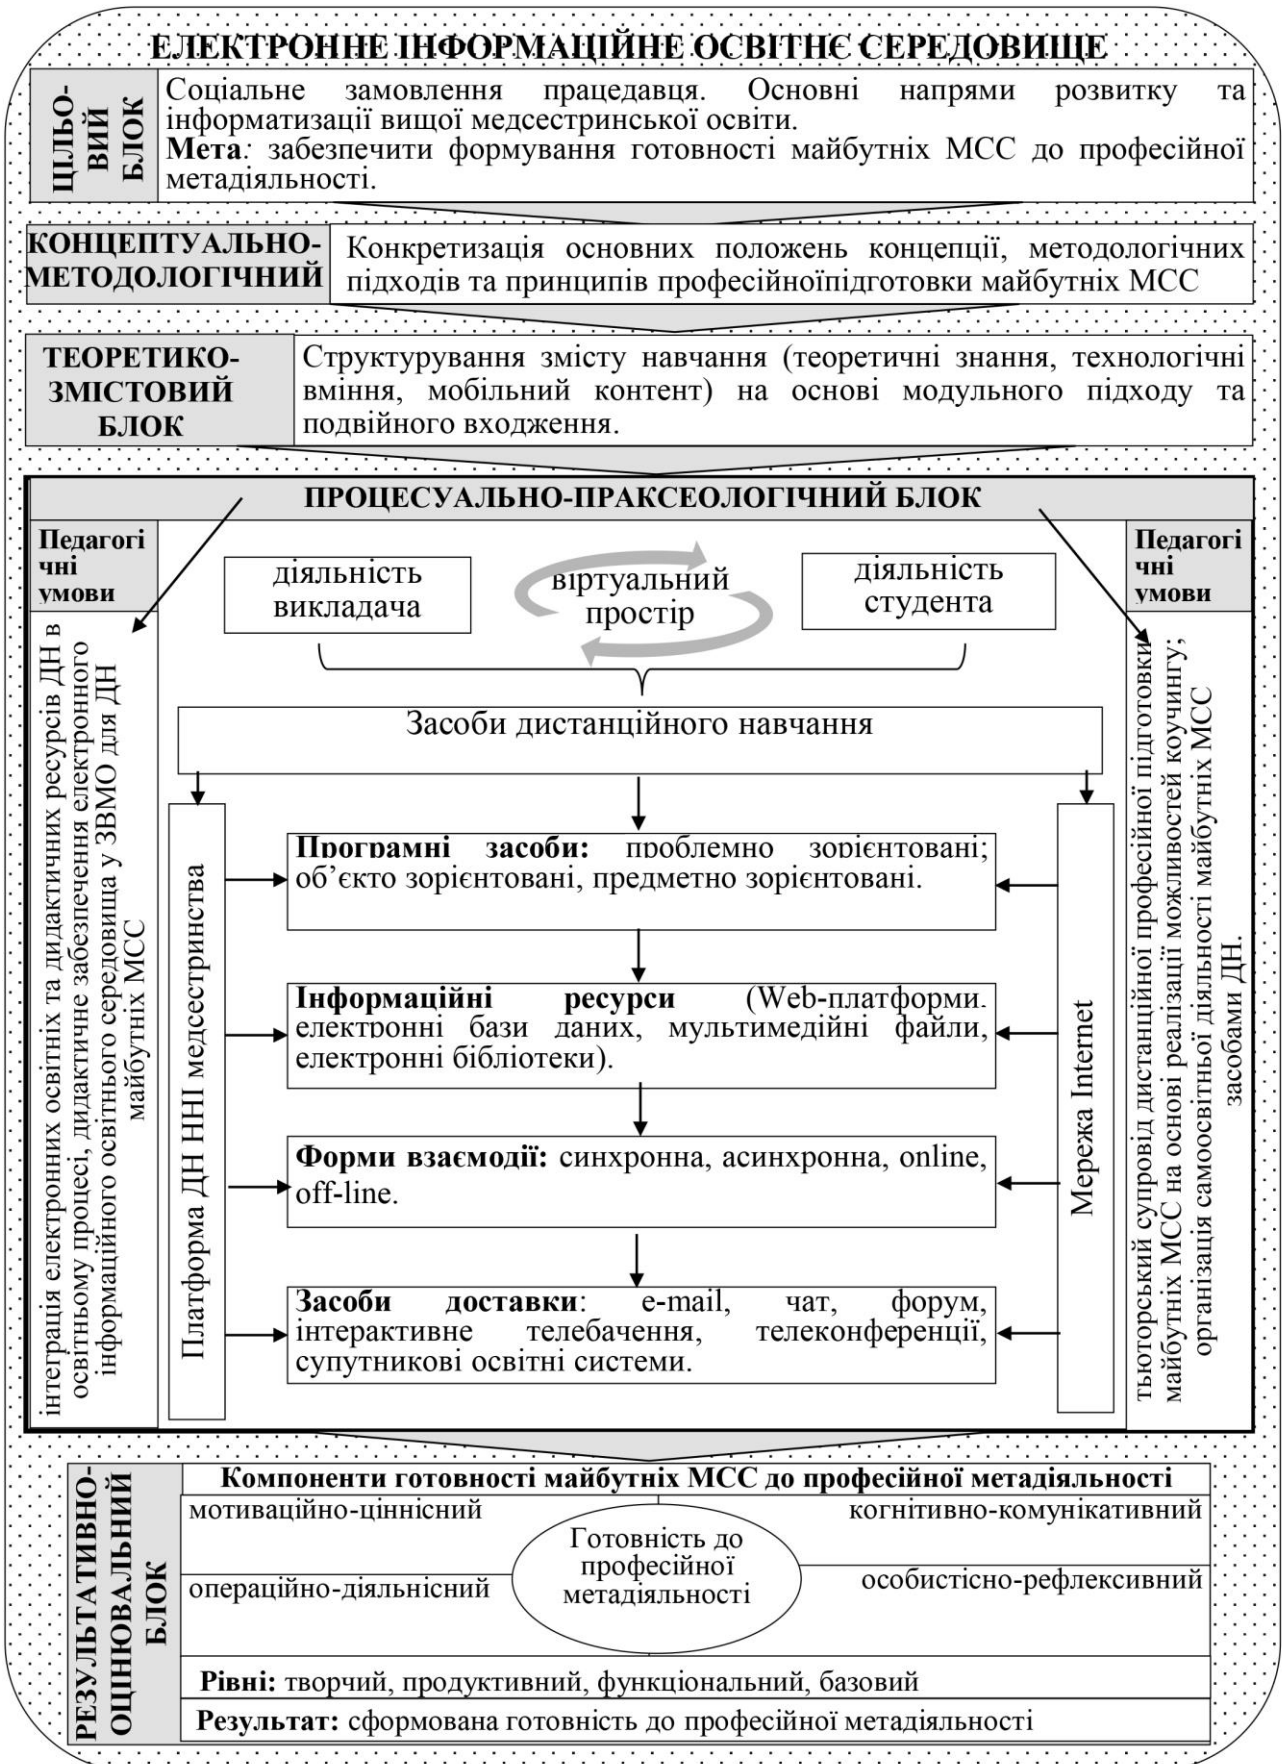 ЕЛЕКТРОННЕ ІНФОРМАЦІЙНЕ ОСВІТНЄ СЕРЕДОВИЩЕ
ЦІЛЬО-
ВИЙ
БЛОК
Соціальне замовлення працедавця. Основні напрями розвитку та
інформатизації вищої медсестринської освіти.
Мета: забезпечити формування готовності майбутніх МСС до професійної
метадіяльності.
КОНЦЕПТУАЛЬНО-
МЕТОДОЛОГІЧНИЙ
Конкретизація основних положень концепції, методологічних
підходів та принципів професійноїпідготовки майбутніх МСС
ТЕОРЕТИКО-
ЗМІСТОВИЙ
БЛОК
Структурування змісту навчання (теоретичні знання, технологічні
вміння, мобільний контент) на основі модульного підходу та
подвійного входження.
ПРОЦЕСУАЛЬНО-ПРАКСЕОЛОГІЧНИЙ БЛОК
Педагогі
чні
умови
інтеграція електронних освітніх та дидактичних ресурсів ДН в
освітньому процесі, дидактичне забезпечення електронного
інформаційного освітнього середовища у ЗВМО для ДН
майбутніх МСС
діяльність
викладача
віртуальний
простір
діяльність
студента
Педагогі
чні
умови
тьюторський супровід дистанційної професійної підготовки
майбутніх МСС на основі реалізації можливостей коучингу;
організація самоосвітньої діяльності майбутніх МСС
засобами ДН.
Засоби дистанційного навчання
Платформа ДН ННІ медсестринства
Програмні засоби: проблемно зорієнтовані;
об’єкто зорієнтовані, предметно зорієнтовані.
Інформаційні ресурси (Web-платформи.
електронні бази даних, мультимедійні файли,
електронні бібліотеки).
Форми взаємодії: синхронна, асинхронна, online,
off-line.
Засоби доставки: e-mail, чат, форум,
інтерактивне телебачення, телеконференції,
супутникові освітні системи.
Мережа Internet
РЕЗУЛЬТАТИВНО-
ОЦІНЮВАЛЬНИЙ
БЛОК
Компоненти готовності майбутніх МСС до професійної метадіяльності
мотиваційно-ціннісний
когнітивно-комунікативний
Готовність до
професійної
метадіяльності
операційно-діяльнісний
особистісно-рефлексивний
Рівні: творчий, продуктивний, функціональний, базовий
Результат: сформована готовність до професійної метадіяльності